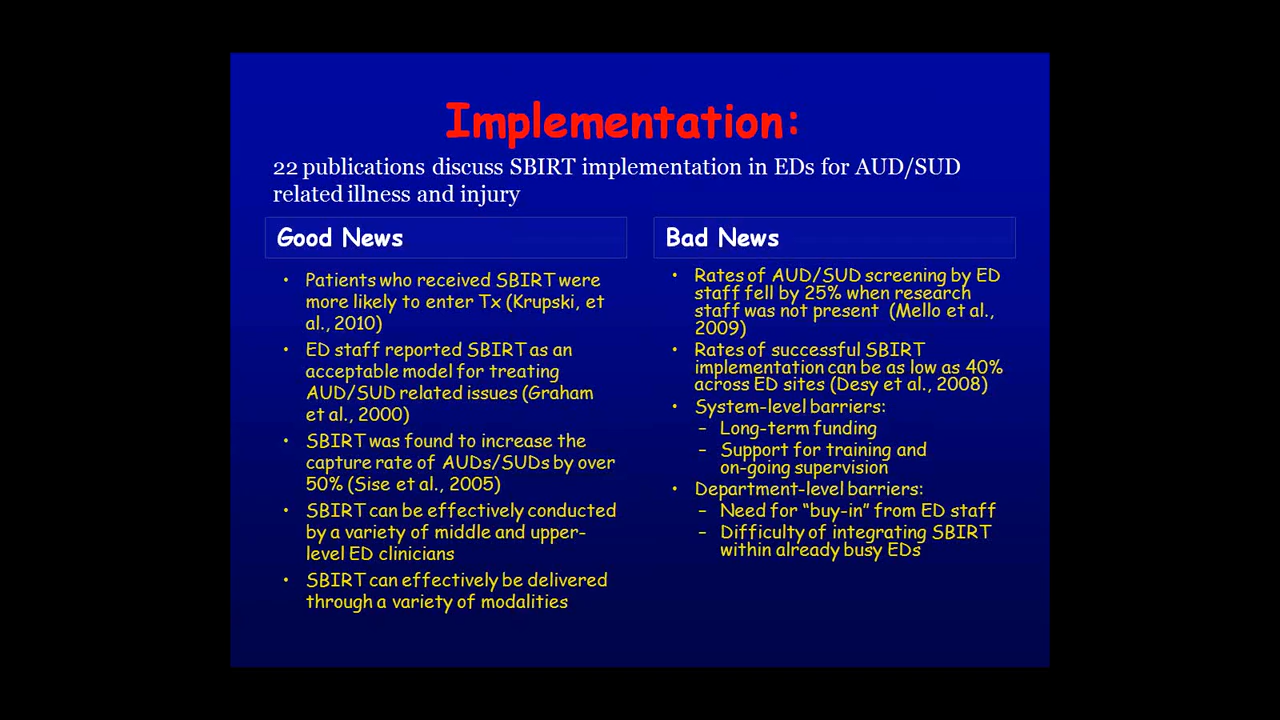 Implementation:
22 publications discuss SBIRT implementation in EDs for AUD/SUD
related illness and injury
Good News
• Patients who received SBIRT were
more likely to enter Tx (Krupski, et
al., 2010)
• ED staff reported SBIRT as an
acceptable model for treating
AUD/SUD related issues (Graham
et al., 2000)
• SBIRT was found to increase the
capture rate of AUDs/SUDs by over
50% (Sise et al., 2005)
• SBIRT can be effectively conducted
by a variety of middle and upper-
level ED clinicians
• SBIRT can effectively be delivered
through a variety of modalities
Bad News
• Rates of AUD/SUD screening by ED
staff fell by 25% when research
staff was not present (Mello et al.,
2009)
• Rates of successful SBIRT
implementation can be as low as 40%
across ED sites (Desy et al., 2008)
• System-level barriers:
– Long-term funding
– Support for training and
on-going supervision
• Department-level barriers:
– Need for “buy-in” from ED staff
– Difficulty of integrating SBIRT
within already busy EDs